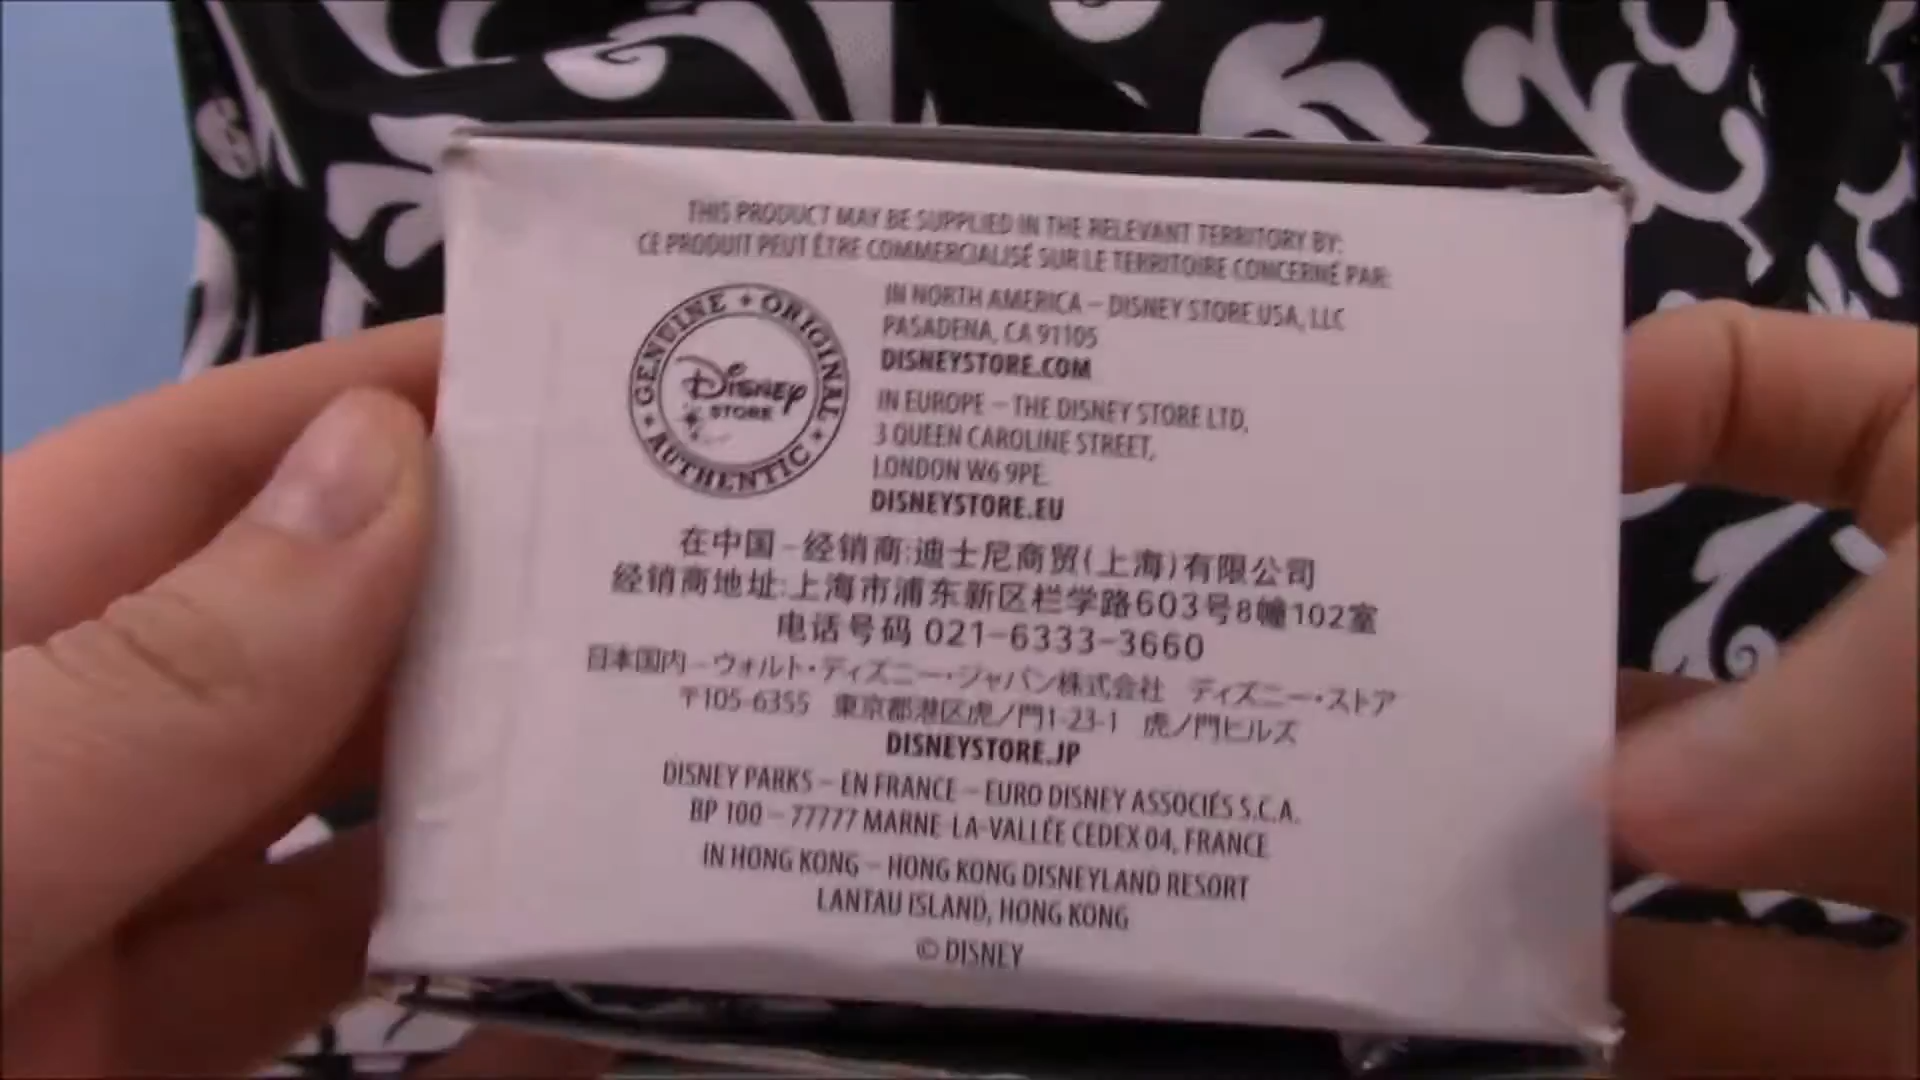 THIS PRODUCT MAY BE SUPPLIED IN THE RELEVANT TERRITORY BY:
CE PRODUIT PEUT ÊTRE COMMERCIALISÉ SUR LE TERRITOIRE CONCERNÉ PAR:
GENUINE ORIGINAL
AUTHENTIC
Disney
STORE
IN NORTH AMERICA – DISNEY STORE USA, LLC
PASADENA, CA 91105
DISNEYSTORE.COM
IN EUROPE – THE DISNEY STORE LTD,
3 QUEEN CAROLINE STREET,
LONDON W6 9PE.
DISNEYSTORE.EU
在中国-经销商:迪士尼商贸(上海)有限公司
经销商地址:上海市浦东新区栏学路603号8幢102室
电话号码 021-6333-3660
日本国内-ウォルト・ディズニー・ジャパン株式会社 ディズニー・ストア
〒105-6355 東京都港区虎ノ門1-23-1 虎ノ門ヒルズ
DISNEYSTORE.JP
DISNEY PARKS – EN FRANCE – EURO DISNEY ASSOCIÉS S.C.A.
BP 100 – 77777 MARNE-LA-VALLÉE CEDEX 04, FRANCE
IN HONG KONG – HONG KONG DISNEYLAND RESORT
LANTAU ISLAND, HONG KONG
© DISNEY